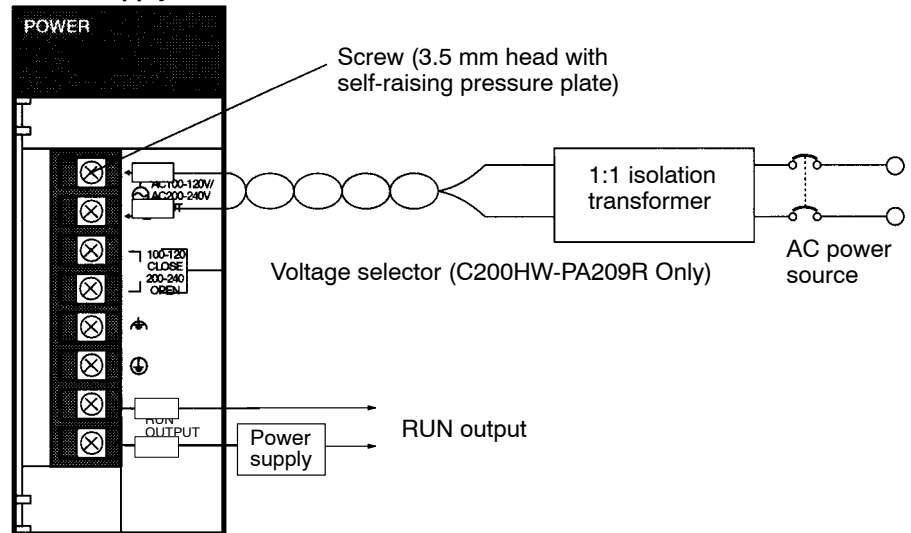 POWER
Screw (3.5 mm head with
self-raising pressure plate)
AC100-120V/
AC200-240V
1:1 isolation
transformer
AC power
source
100-120
CLOSE
200-240
OPEN
Voltage selector (C200HW-PA209R Only)
RUN
OUTPUT
Power
supply
RUN output